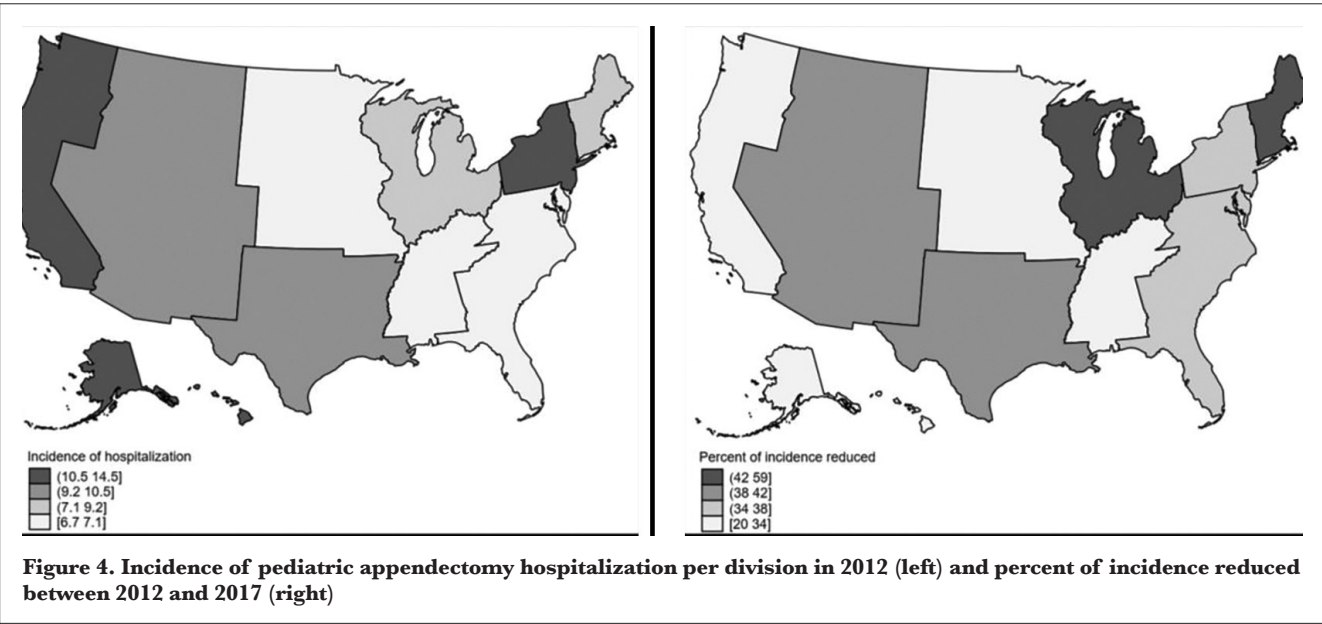 Incidence of hospitalization
(10.5 14.5]
(9.2 10.5]
(7.1 9.2]
[6.7 7.1]
Percent of incidence reduced
(42 59]
(38 42]
(34 38]
[20 34]
Figure 4. Incidence of pediatric appendectomy hospitalization per division in 2012 (left) and percent of incidence reduced
between 2012 and 2017 (right)